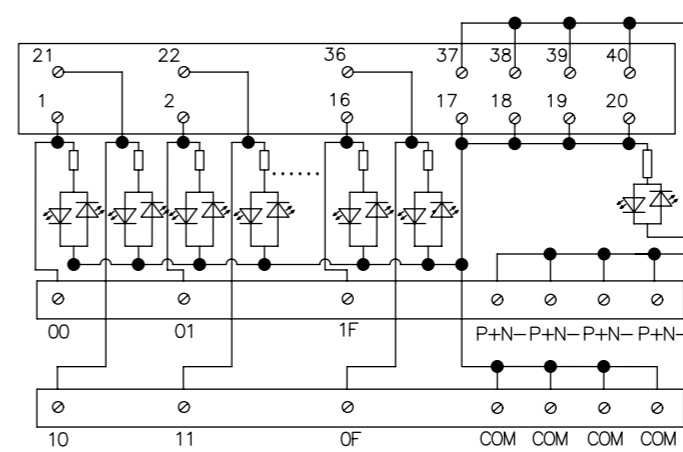 21 22 36 37 38 39 40
1 2 16 17 18 19 20
00 01 1F P+N- P+N- P+N- P+N-
10 11 0F COM COM COM COM